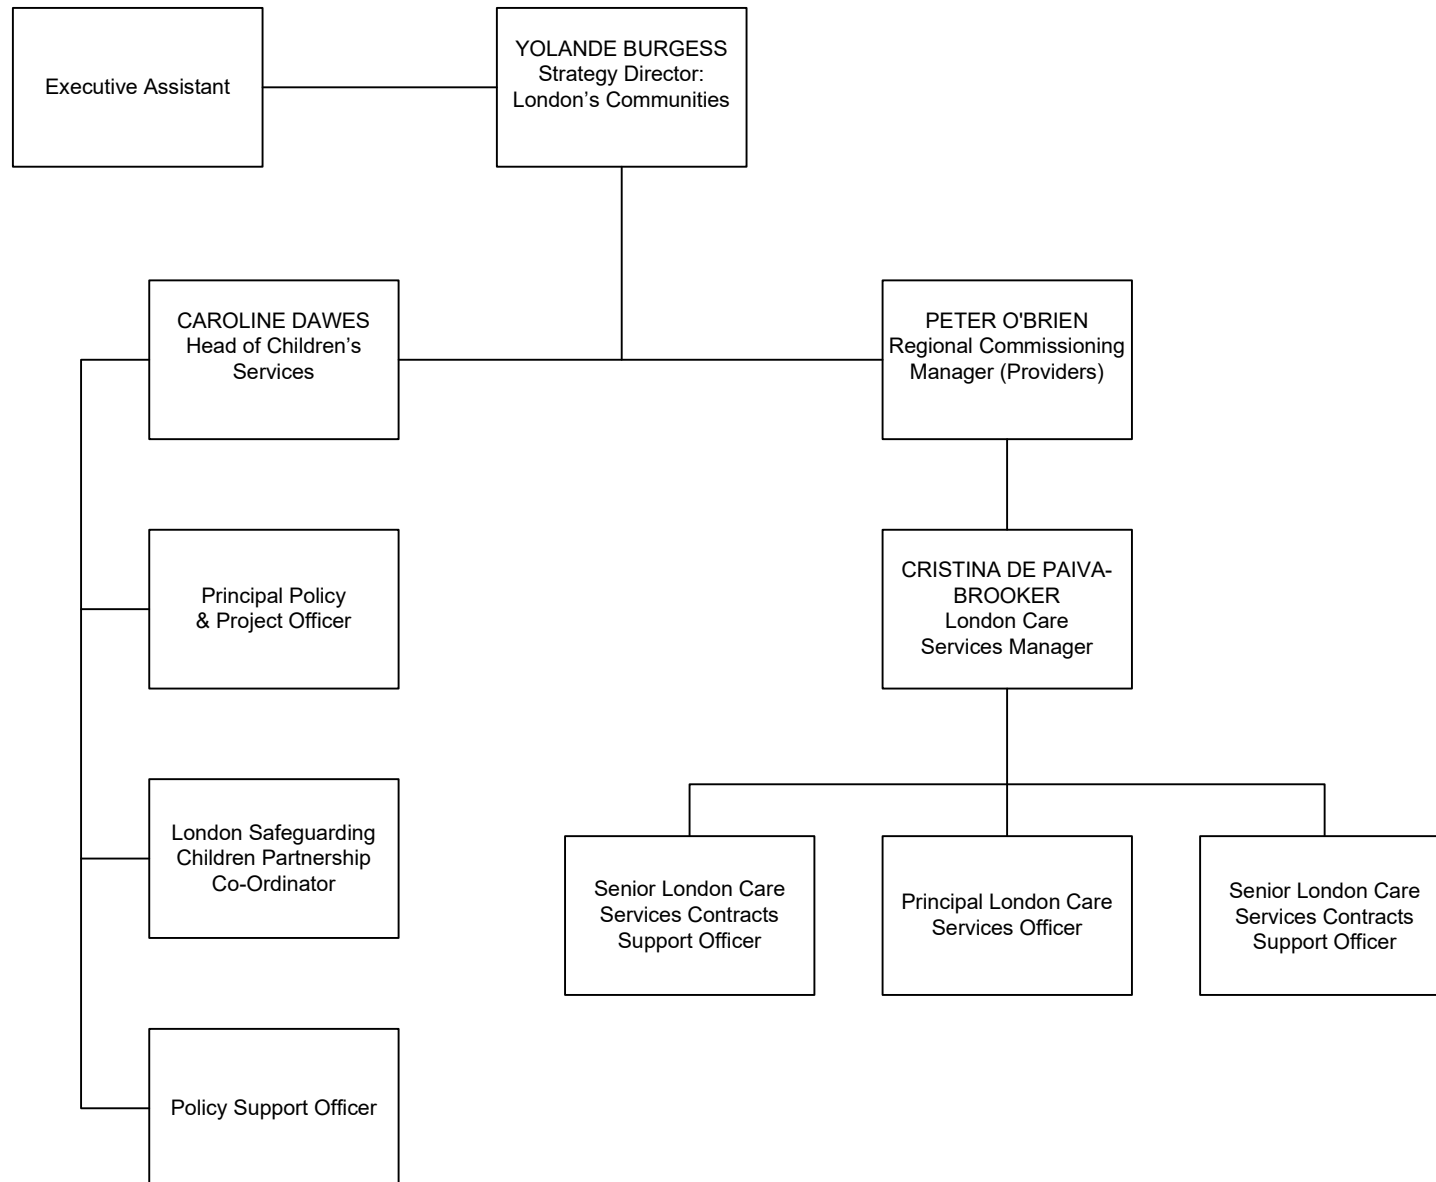 Executive Assistant
YOLANDE BURGESS
Strategy Director:
London’s Communities
CAROLINE DAWES
Head of Children’s
Services
PETER O'BRIEN
Regional Commissioning
Manager (Providers)
Principal Policy
& Project Officer
CRISTINA DE PAIVA-
BROOKER
London Care
Services Manager
London Safeguarding
Children Partnership
Co-Ordinator
Senior London Care
Services Contracts
Support Officer
Principal London Care
Services Officer
Senior London Care
Services Contracts
Support Officer
Policy Support Officer